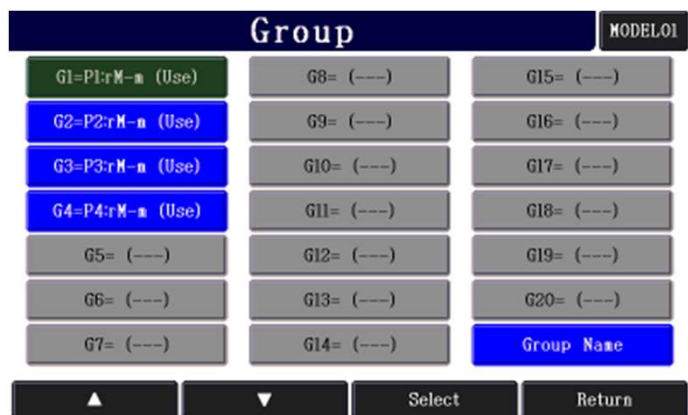 Group
MODEL01
G1=P1:rM-m (Use)
G2=P2:rM-m (Use)
G3=P3:rM-m (Use)
G4=P4:rM-m (Use)
G5= (---)
G6= (---)
G7= (---)
G8= (---)
G9= (---)
G10= (---)
G11= (---)
G12= (---)
G13= (---)
G14= (---)
G15= (---)
G16= (---)
G17= (---)
G18= (---)
G19= (---)
G20= (---)
Group Name
▲
▼
Select
Return